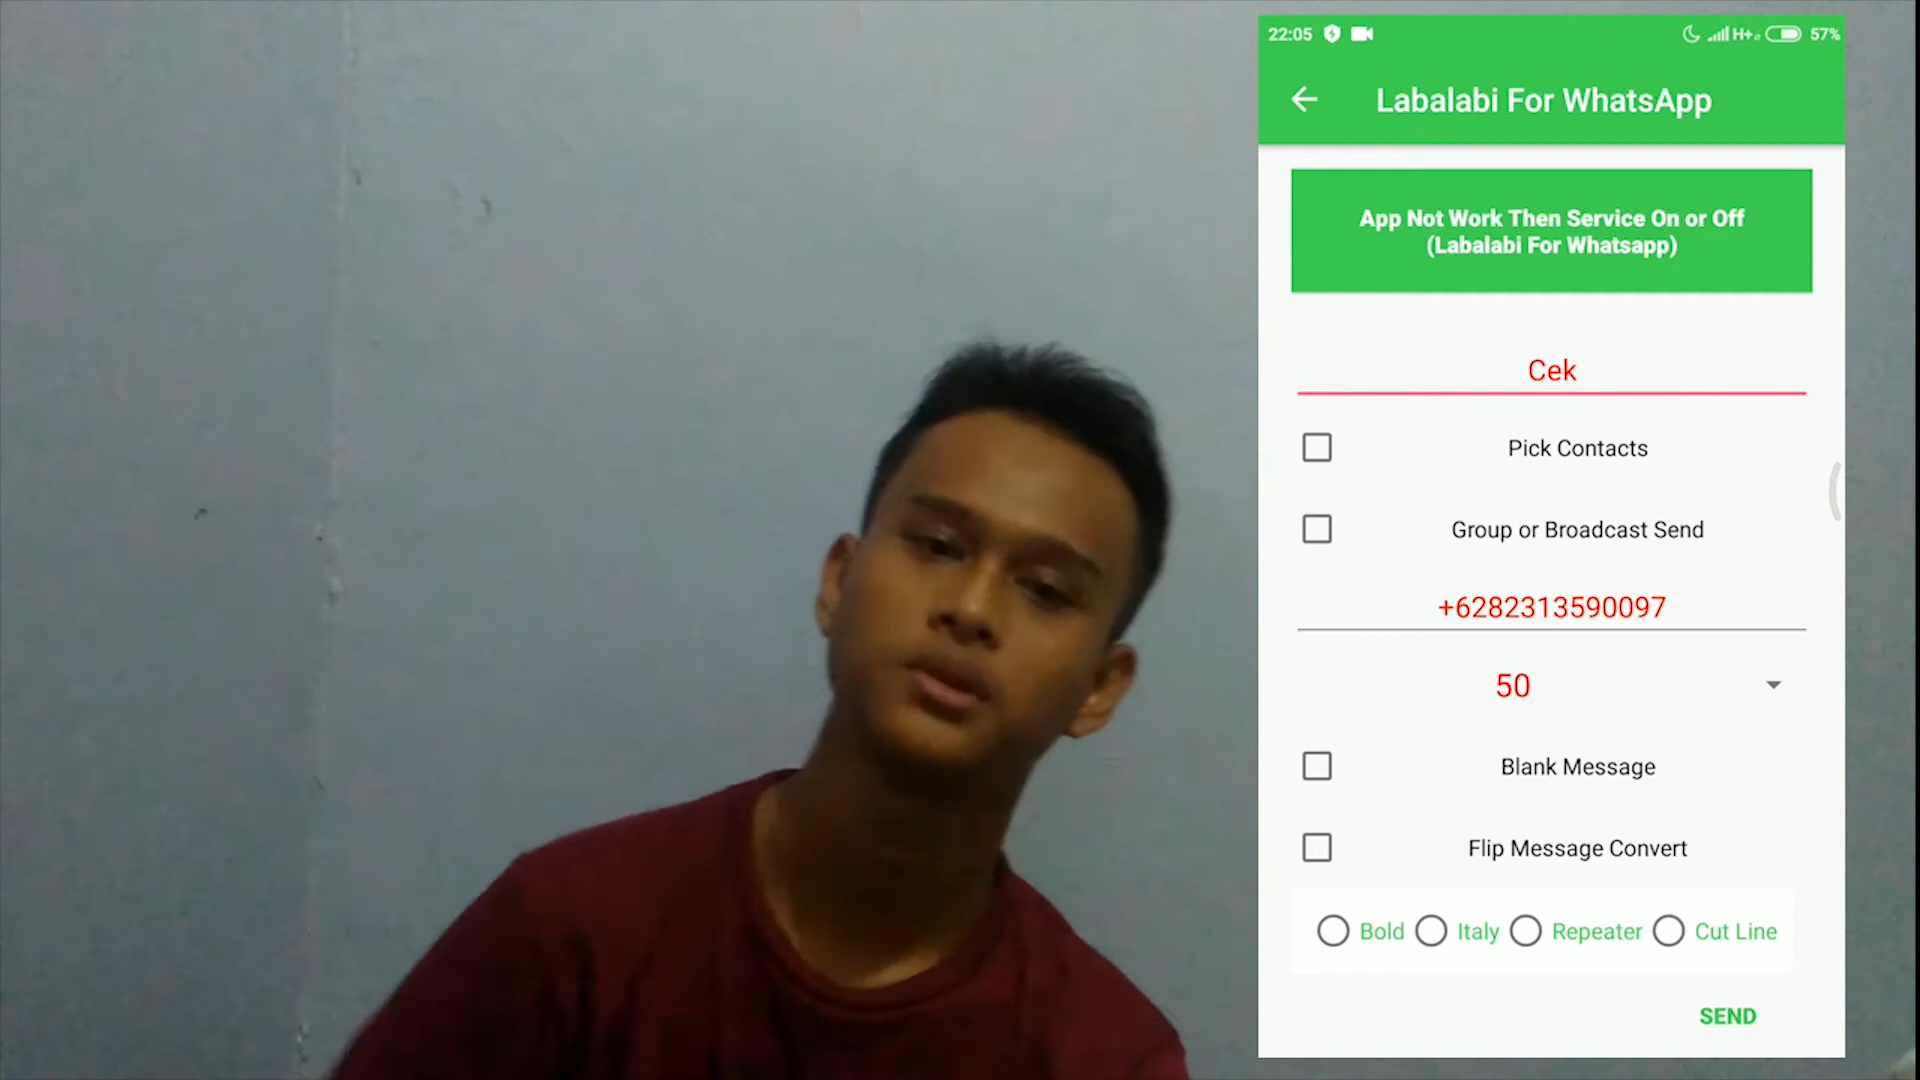 22:05 H+ 57%
Labalabi For WhatsApp
App Not Work Then Service On or Off
(Labalabi For Whatsapp)
Cek
Pick Contacts
Group or Broadcast Send
+6282313590097
50
Blank Message
Flip Message Convert
Bold Italy Repeater Cut Line
SEND